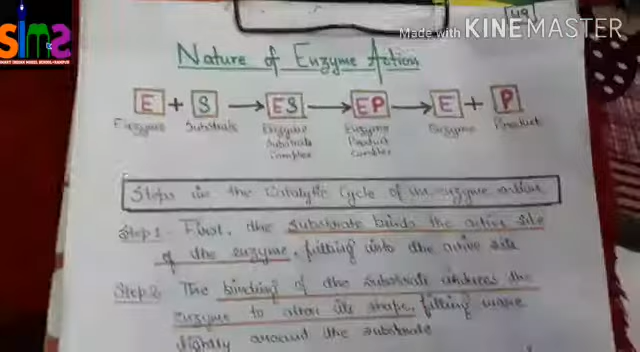 49
Made with KINEMASTER
sims
Nature of Enzyme Action
E + S → ES → EP → E + P
Enzyme Substrate Enzyme Substrate Complex Enzyme Product Complex Enzyme Product
Steps in the Catalytic Cycle of an enzyme action
Step 1 First, the substrate binds the active site
of the enzyme, fitting into the active site
Step 2 The binding of the substrate induces the
enzyme to alter its shape, fitting more
tightly around the substrate